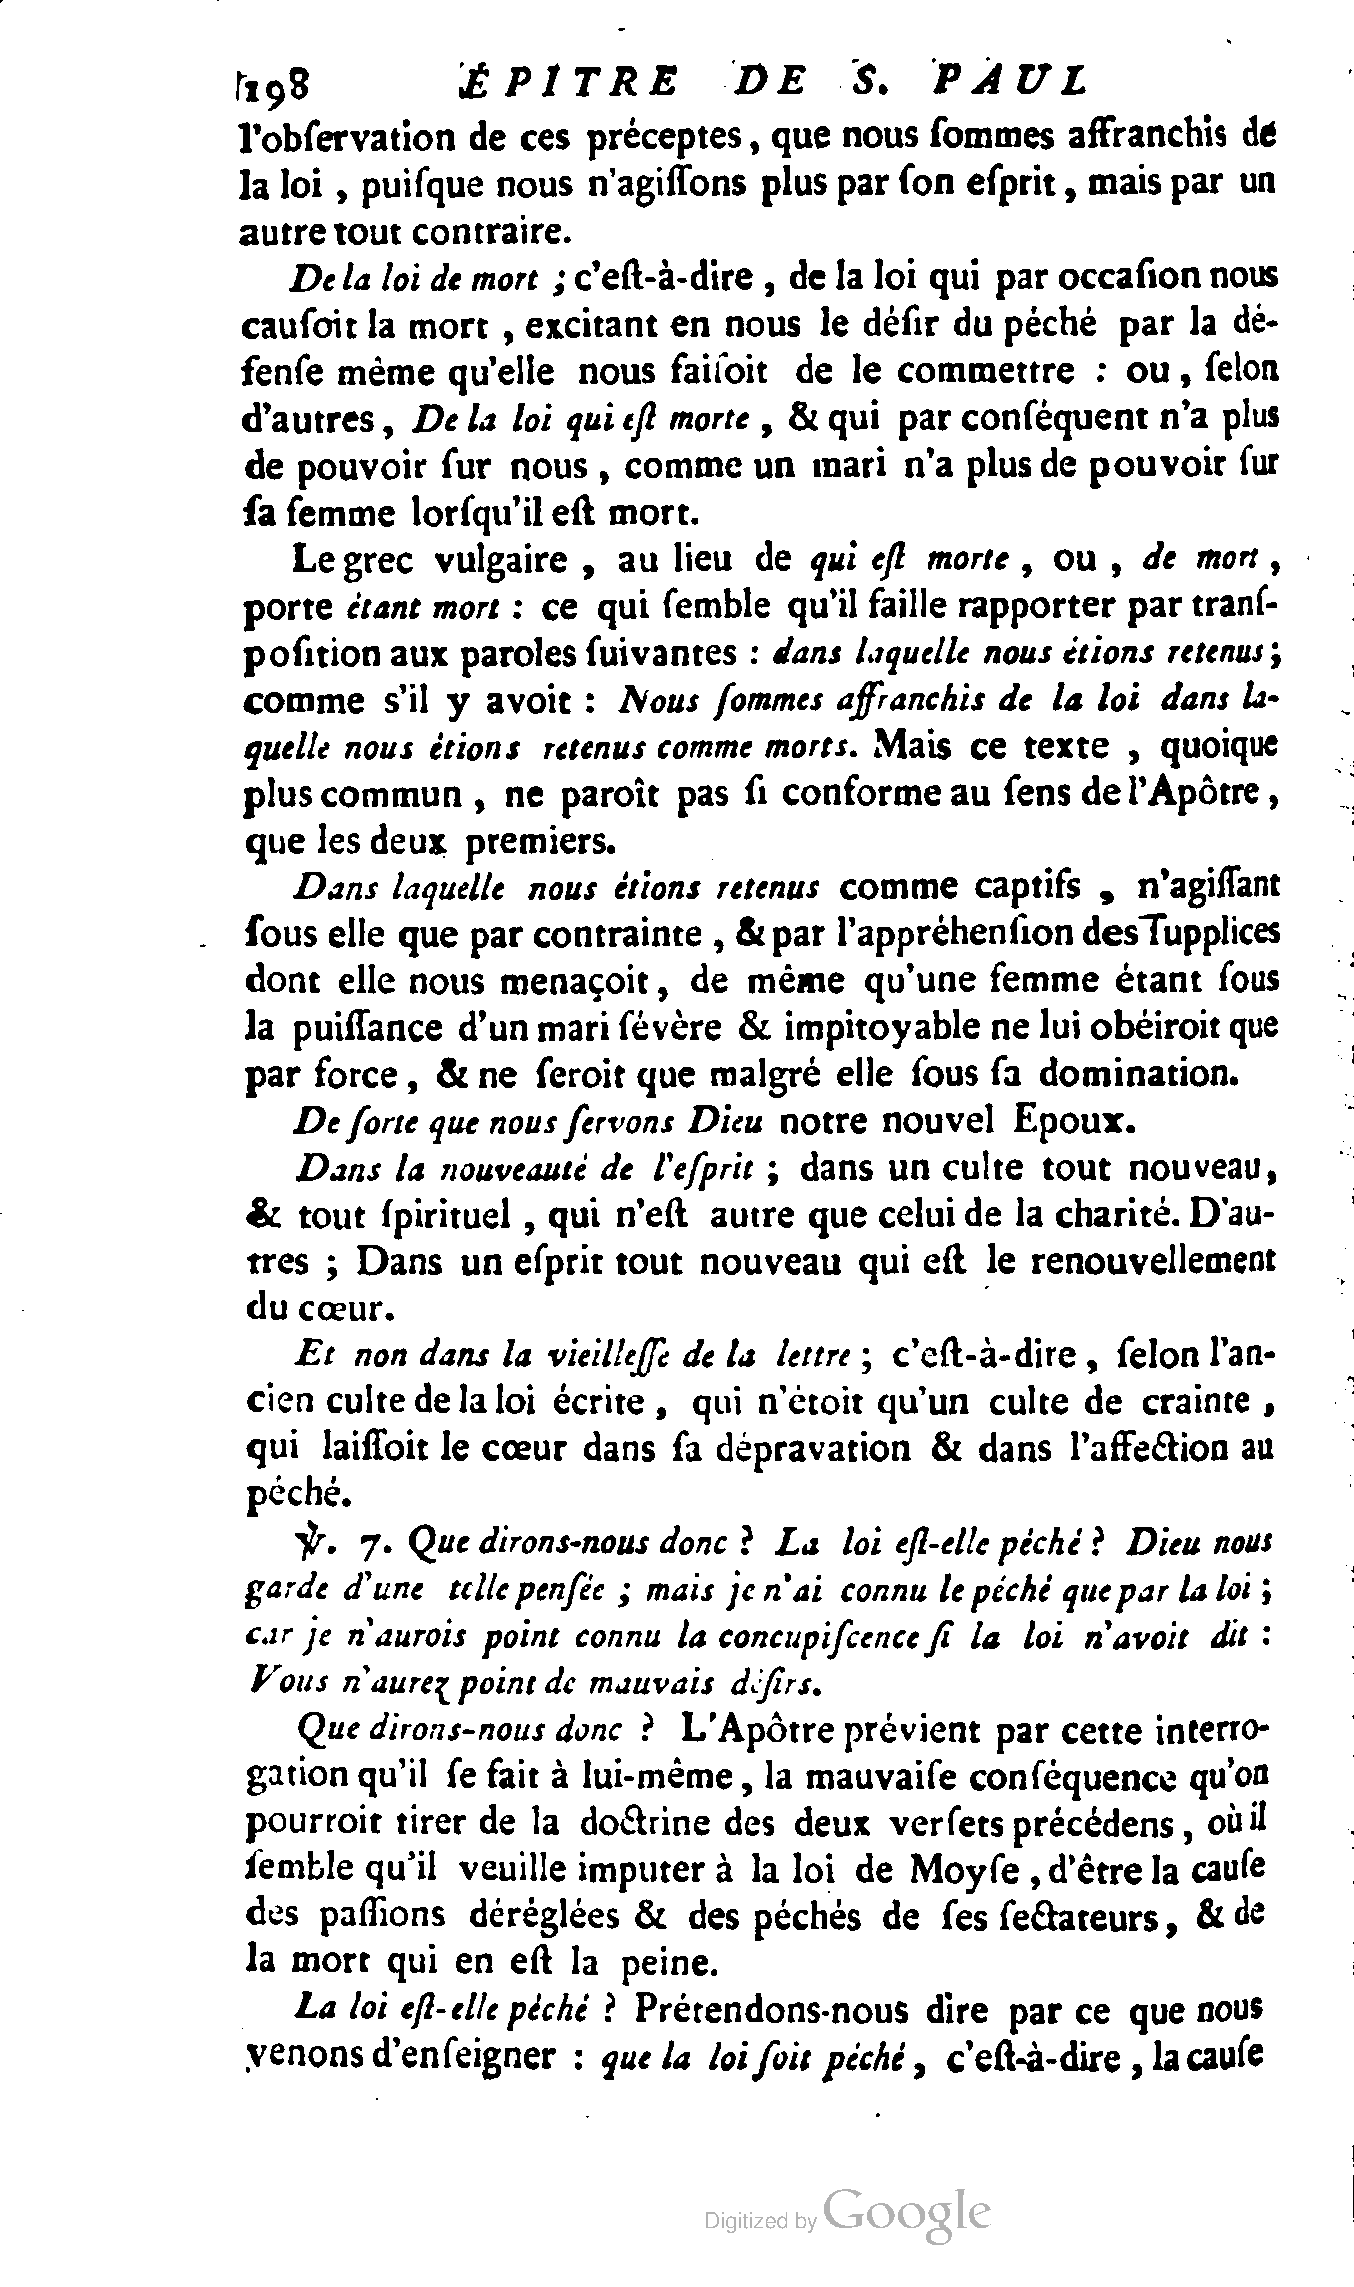 198 ÉPITRE DE S. PAUL
l'obſervation de ces préceptes, que nous ſommes affranchis de
la loi, puiſque nous n'agiſſons plus par ſon eſprit, mais par un
autre tout contraire.
De la loi de mort ; c'eſt-à-dire, de la loi qui par occaſion nous
cauſoit la mort, excitant en nous le déſir du péché par la dé-
fenſe même qu'elle nous faiſoit de le commettre : ou, ſelon
d'autres, De la loi qui eſt morte, & qui par conſéquent n'a plus
de pouvoir ſur nous, comme un mari n'a plus de pouvoir ſur
ſa femme lorſqu'il eſt mort.
Le grec vulgaire, au lieu de qui eſt morte, ou, de mort,
porte étant mort : ce qui ſemble qu'il faille rapporter par tranſ-
poſition aux paroles ſuivantes : dans laquelle nous étions retenus ;
comme s'il y avoit : Nous ſommes affranchis de la loi dans la-
quelle nous étions retenus comme morts. Mais ce texte, quoique
plus commun, ne paroît pas ſi conforme au ſens de l'Apôtre,
que les deux premiers.
Dans laquelle nous étions retenus comme captifs, n'agiſſant
ſous elle que par contrainte, & par l'appréhenſion des ſupplices
dont elle nous menaçoit, de même qu'une femme étant ſous
la puiſſance d'un mari ſévère & impitoyable ne lui obéiroit que
par force, & ne ſeroit que malgré elle ſous ſa domination.
De ſorte que nous ſervons Dieu notre nouvel Epoux.
Dans la nouveauté de l'eſprit ; dans un culte tout nouveau,
& tout ſpirituel, qui n'eſt autre que celui de la charité. D'au-
tres ; Dans un eſprit tout nouveau qui eſt le renouvellement
du cœur.
Et non dans la vieilleſſe de la lettre ; c'eſt-à-dire, ſelon l'an-
cien culte de la loi écrite, qui n'étoit qu'un culte de crainte,
qui laiſſoit le cœur dans ſa dépravation & dans l'affection au
péché.
℣. 7. Que dirons-nous donc ? La loi eſt-elle péché ? Dieu nous
garde d'une telle penſée ; mais je n'ai connu le péché que par la loi ;
car je n'aurois point connu la concupiſcence ſi la loi n'avoit dit :
Vous n'aurez point de mauvais déſirs.
Que dirons-nous donc ? L'Apôtre prévient par cette interro-
gation qu'il ſe fait à lui-même, la mauvaiſe conſéquence qu'on
pourroit tirer de la doctrine des deux verſets précédens, où il
ſemble qu'il veuille imputer à la loi de Moyſe, d'être la cauſe
des paſſions déréglées & des péchés de ſes ſectateurs, & de
la mort qui en eſt la peine.
La loi eſt-elle péché ? Prétendons-nous dire par ce que nous
venons d'enſeigner : que la loi ſoit péché, c'eſt-à-dire, la cauſe
Digitized by Google